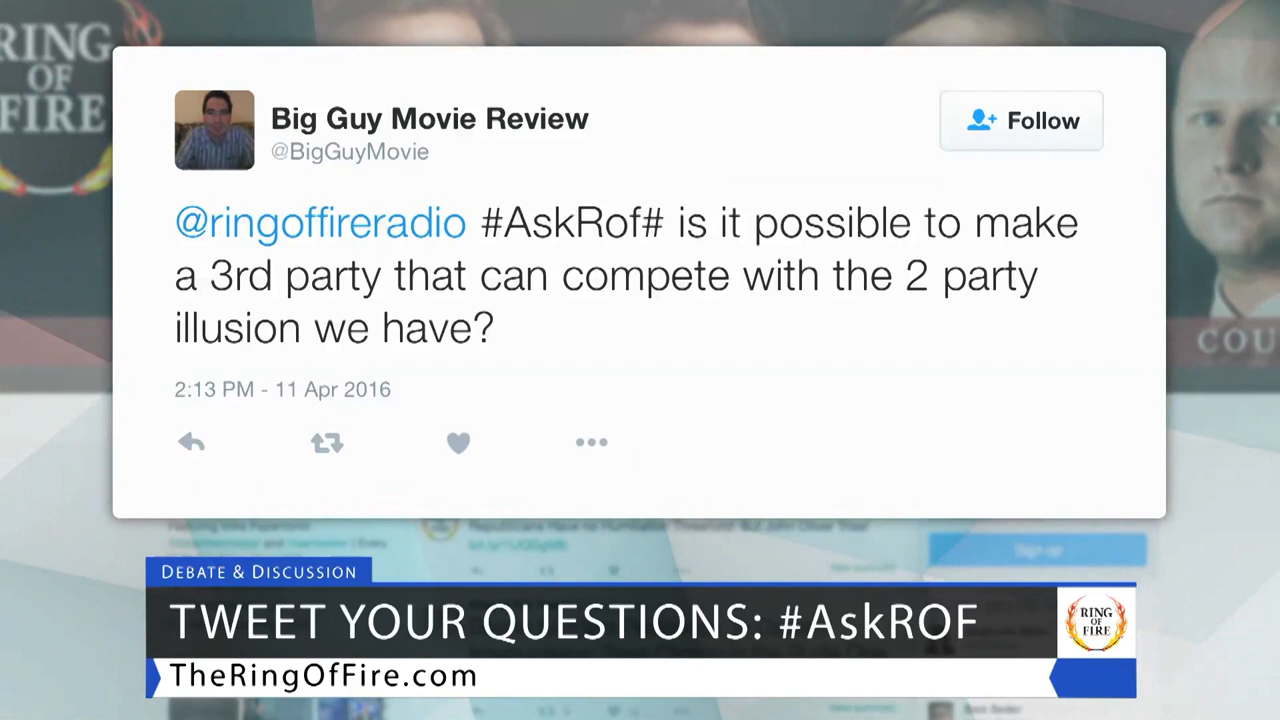 RING
OF
FIRE
Big Guy Movie Review
@BigGuyMovie
Follow
@ringoffireradio #AskRof# is it possible to make
a 3rd party that can compete with the 2 party
illusion we have?
2:13 PM - 11 Apr 2016
COU
Sign up
DEBATE & DISCUSSION
TWEET YOUR QUESTIONS: #AskROF
RING
OF
FIRE
TheRingOfFire.com